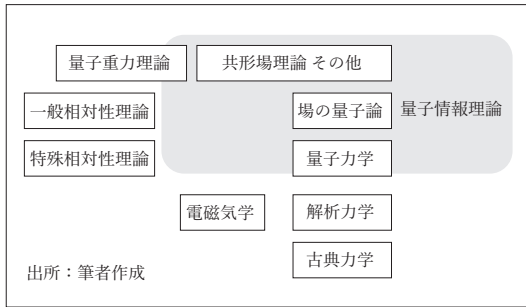 量子重力理論 共形場理論 その他
一般相対性理論 場の量子論 量子情報理論
特殊相対性理論 量子力学
電磁気学 解析力学
古典力学
出所：筆者作成